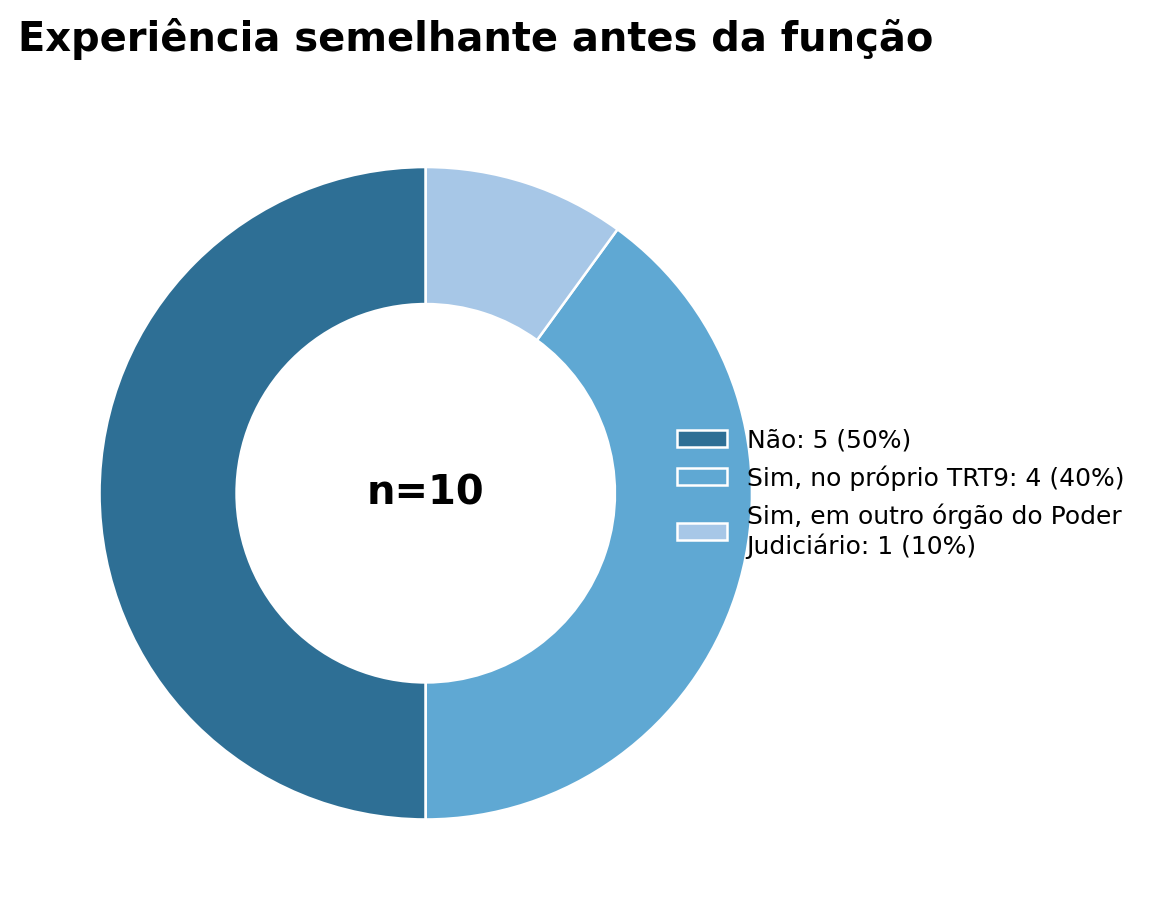 Experiência semelhante antes da função
n=10
Não: 5 (50%)
Sim, no próprio TRT9: 4 (40%)
Sim, em outro órgão do Poder
Judiciário: 1 (10%)